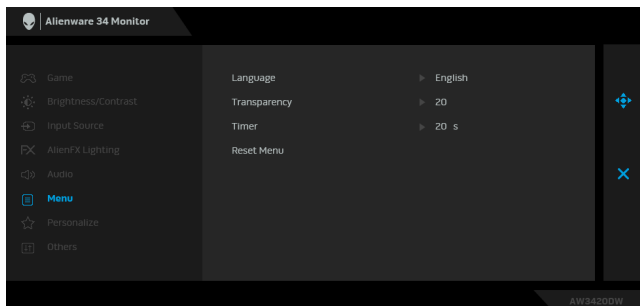 Alienware 34 Monitor
Game
Brightness/Contrast
Input Source
FX AlienFX Lighting
Audio
Menu
Personalize
Others
Language English
Transparency 20
Timer 20 s
Reset Menu
AW3420DW